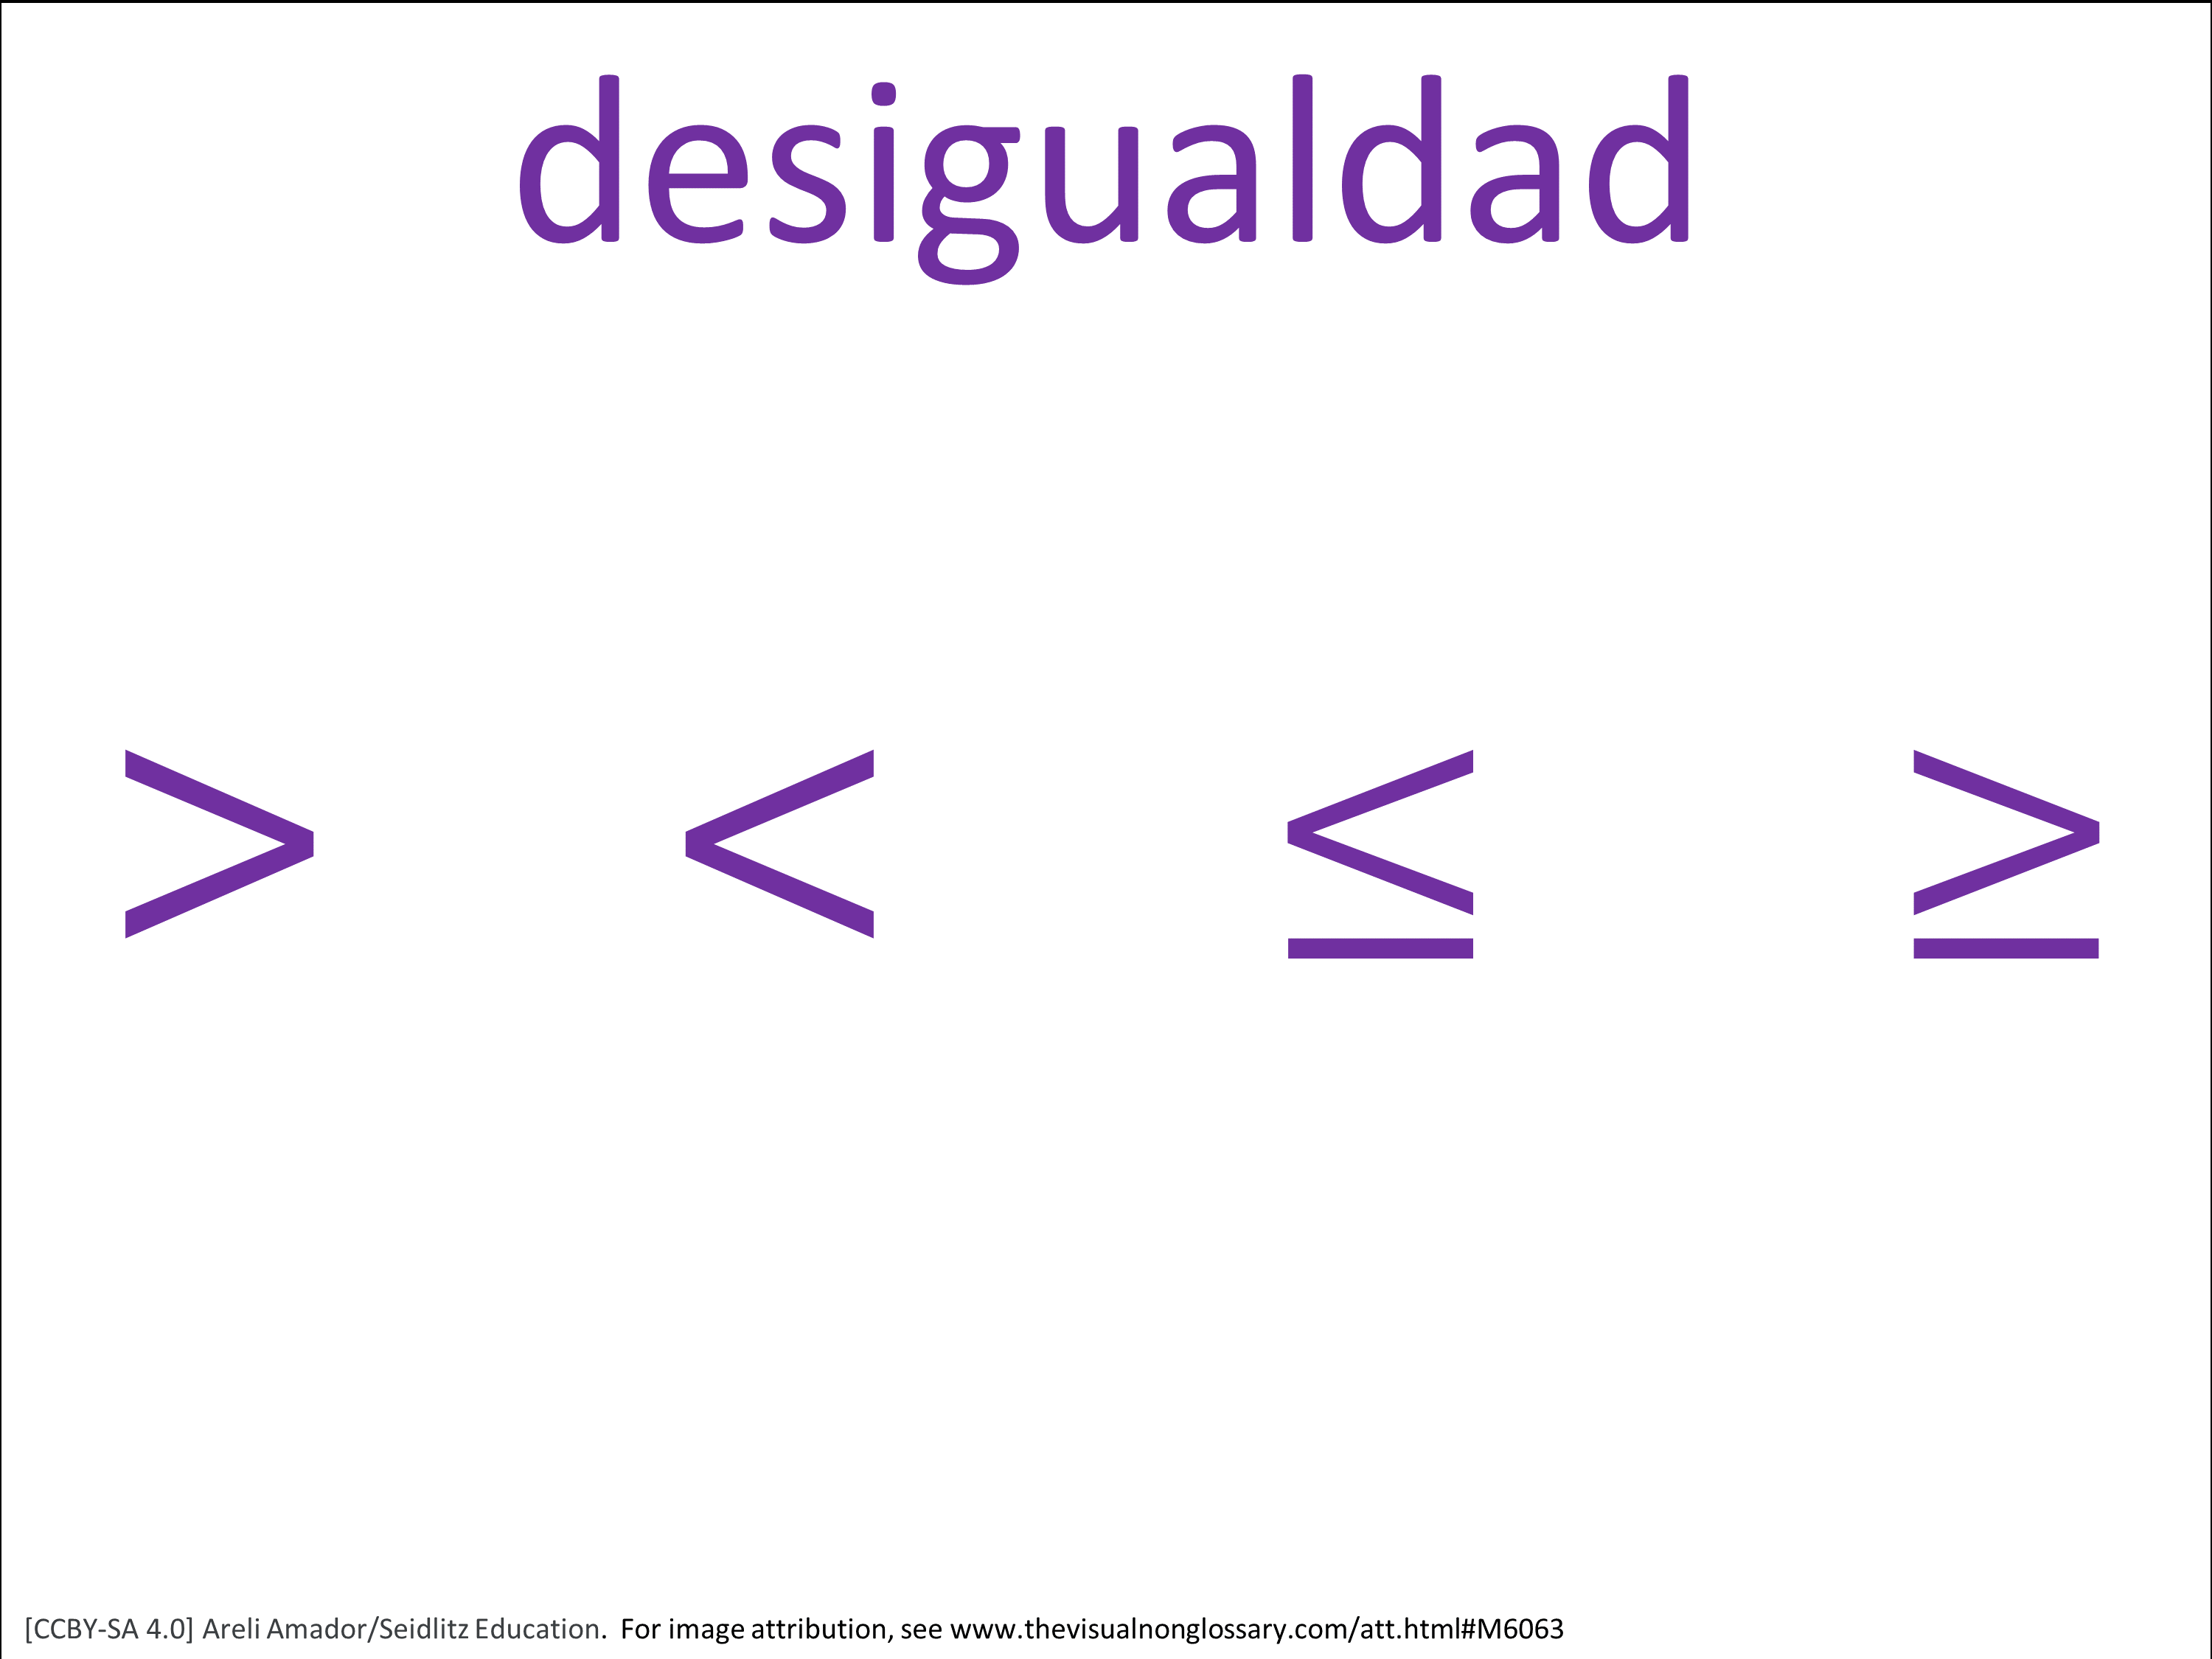 desigualdad
> < ≤ ≥
[CCBY-SA 4.0] Areli Amador/Seidlitz Education.  For image attribution, see www.thevisualnonglossary.com/att.html#M6063